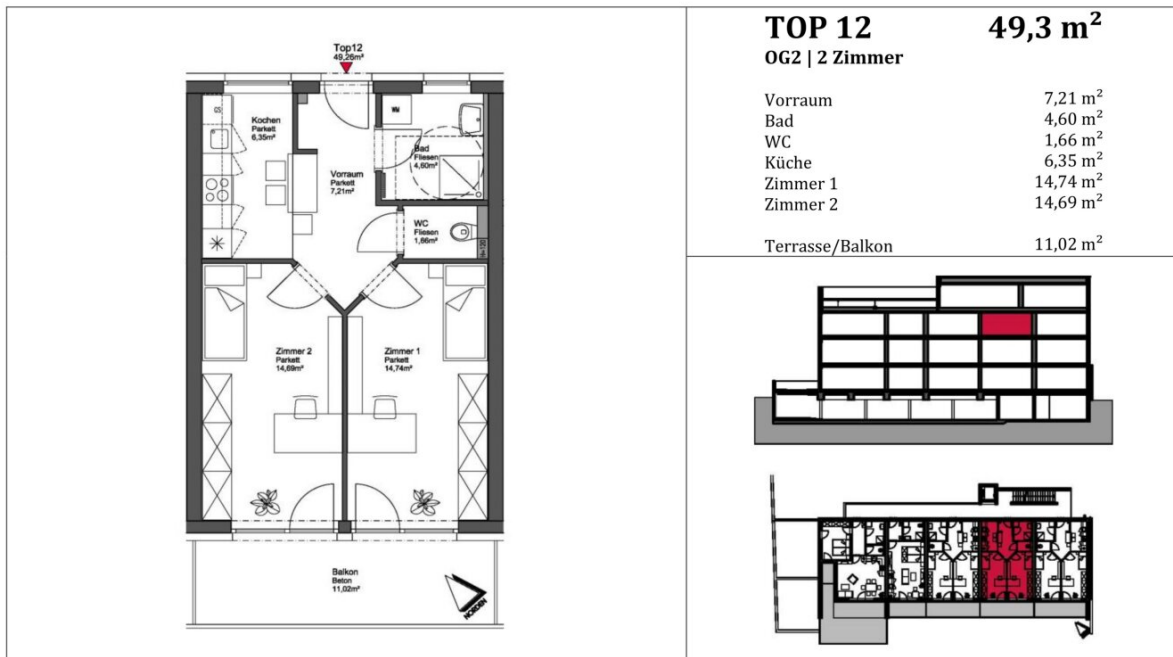 Top12
49,26m²
GS
Kochen
Parkett
6,35m²
WM
Bad
Fliesen
4,60m²
Vorraum
Parkett
7,21m²
WC
Fliesen
1,66m²
H=120
Zimmer 2
Parkett
14,69m²
Zimmer 1
Parkett
14,74m²
Balkon
Beton
11,02m²
NORDEN
TOP 12 49,3 m²
OG2 | 2 Zimmer
Vorraum 7,21 m²
Bad 4,60 m²
WC 1,66 m²
Küche 6,35 m²
Zimmer 1 14,74 m²
Zimmer 2 14,69 m²
Terrasse/Balkon 11,02 m²